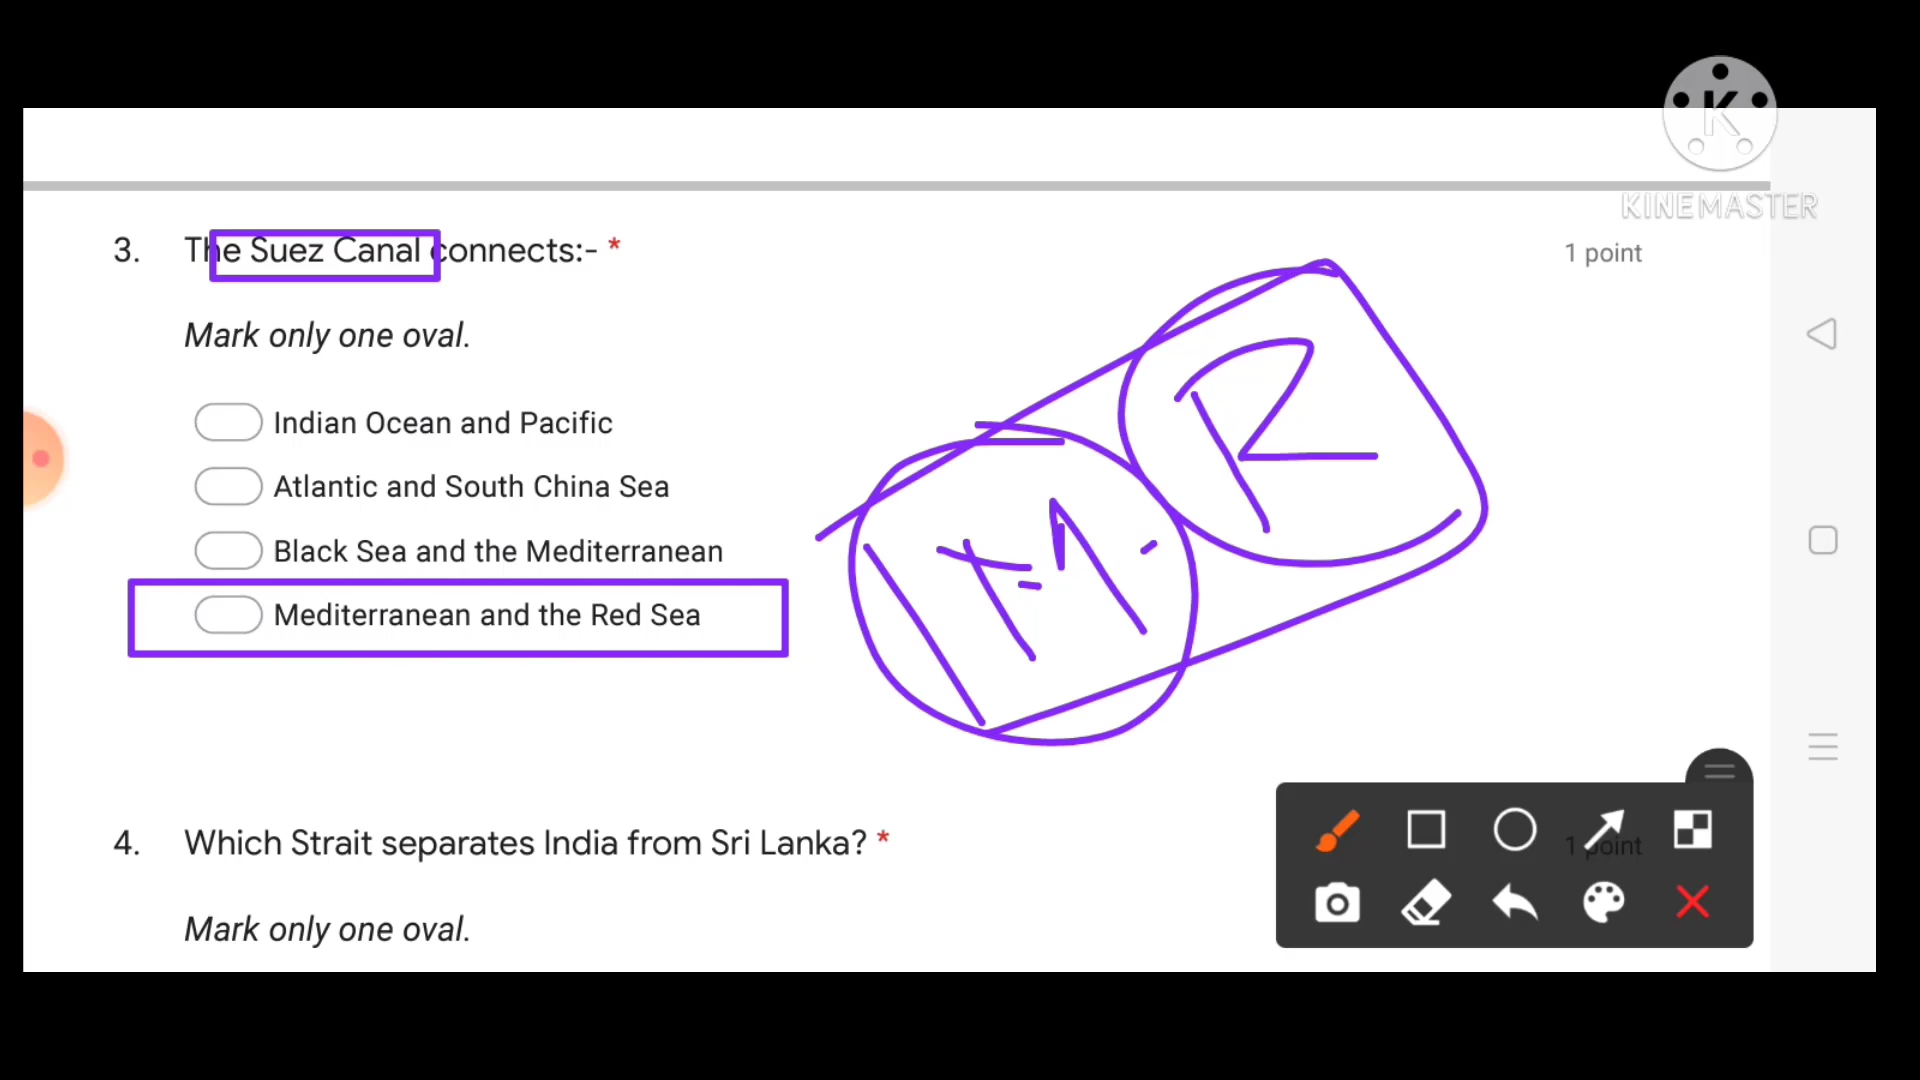 K
KINEMASTER
3. The Suez Canal connects:- * 1 point
Mark only one oval.
Indian Ocean and Pacific
Atlantic and South China Sea
Black Sea and the Mediterranean
Mediterranean and the Red Sea
M R
4. Which Strait separates India from Sri Lanka? * 1 point
Mark only one oval.